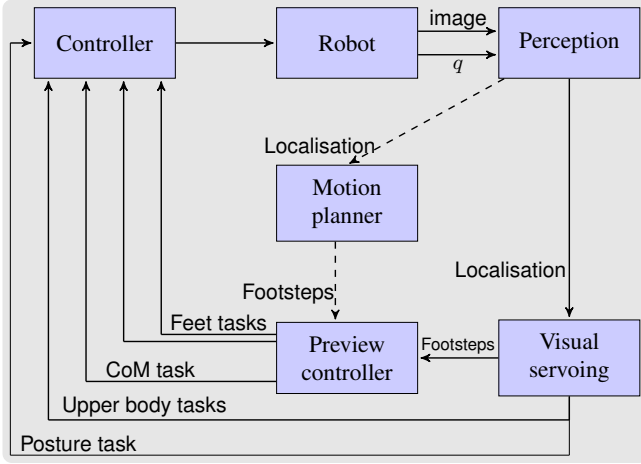 Controller
Robot
image
q
Perception
Localisation
Motion
planner
Localisation
Footsteps
Feet tasks
Preview
controller
Footsteps
Visual
servoing
CoM task
Upper body tasks
Posture task